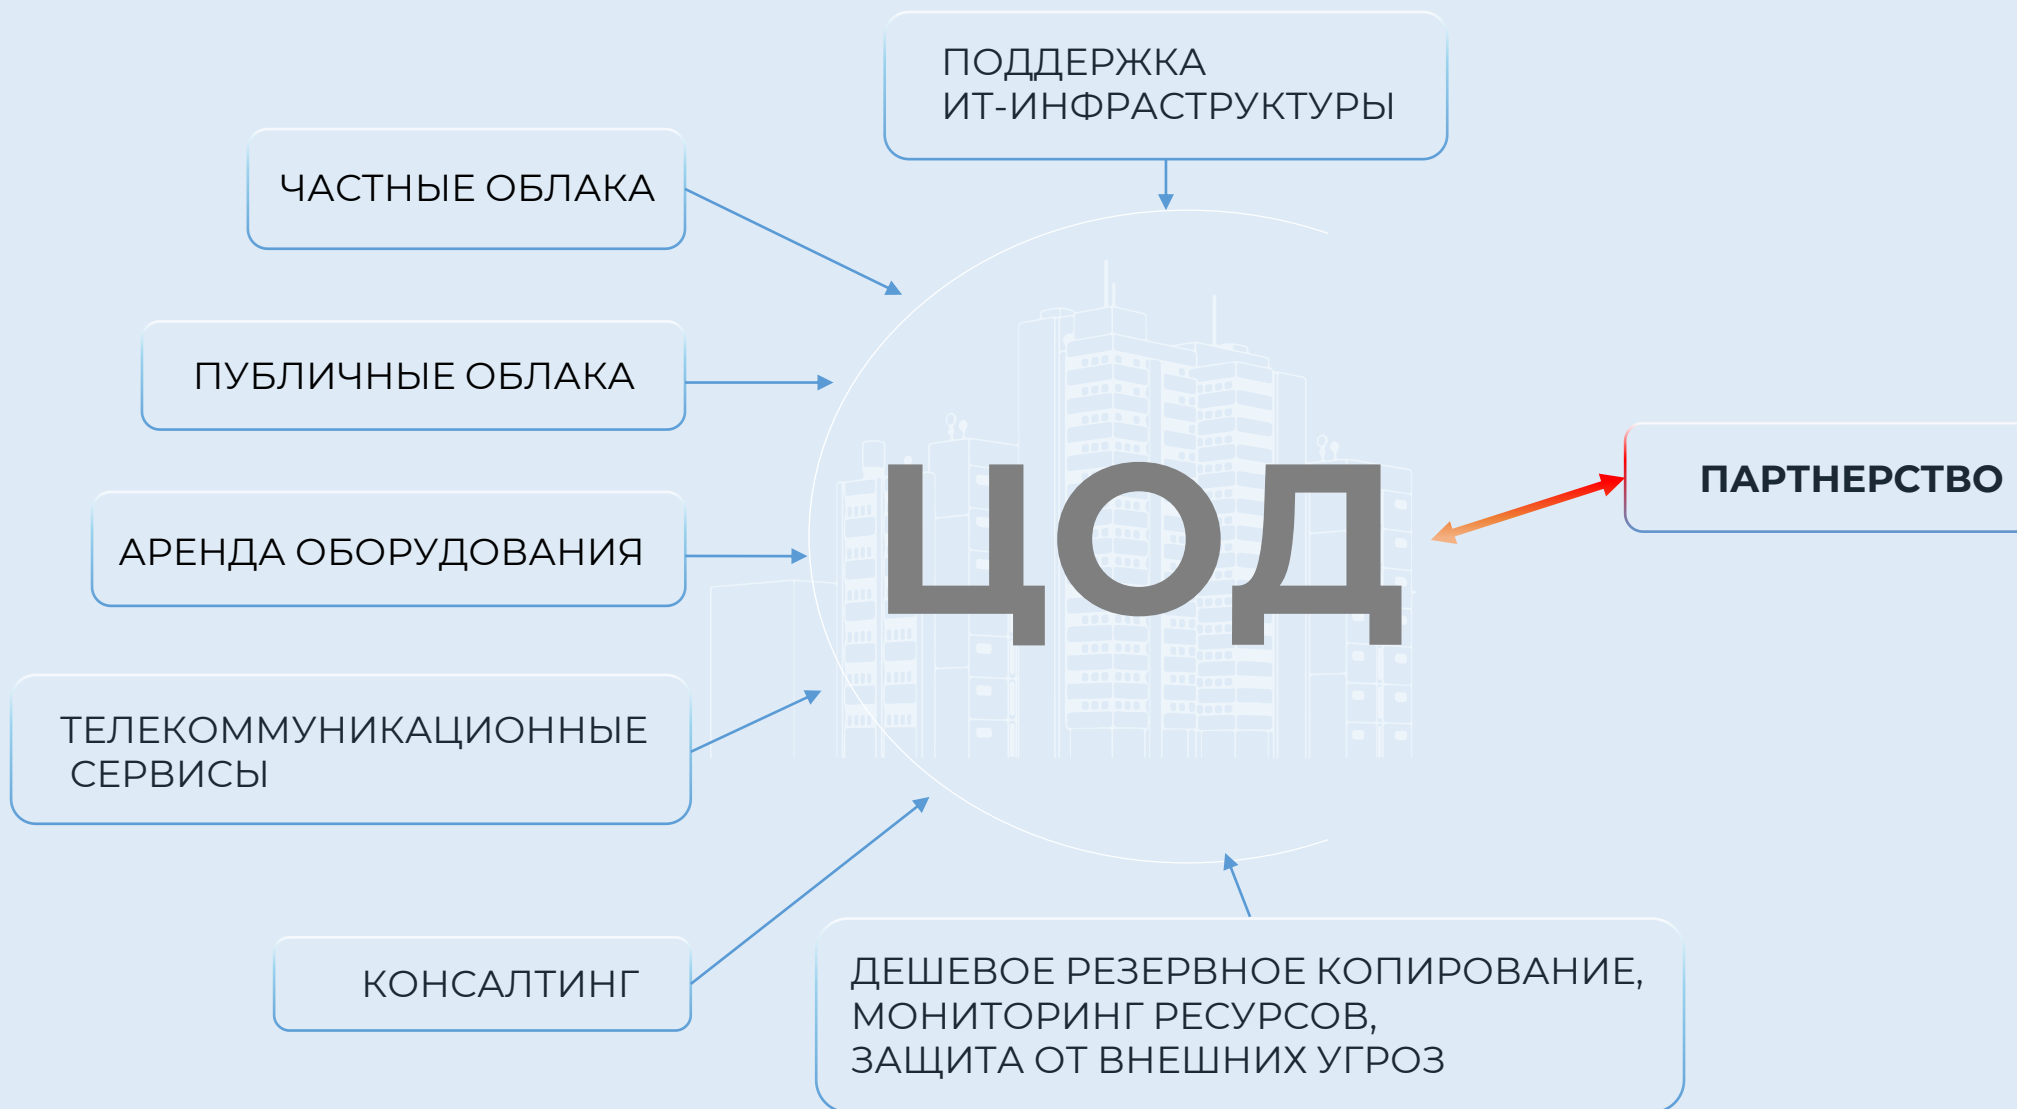 ПОДДЕРЖКА
ИТ-ИНФРАСТРУКТУРЫ
ЧАСТНЫЕ ОБЛАКА
ПУБЛИЧНЫЕ ОБЛАКА
ЦОД
ПАРТНЕРСТВО
АРЕНДА ОБОРУДОВАНИЯ
ТЕЛЕКОММУНИКАЦИОННЫЕ
СЕРВИСЫ
КОНСАЛТИНГ
ДЕШЕВОЕ РЕЗЕРВНОЕ КОПИРОВАНИЕ,
МОНИТОРИНГ РЕСУРСОВ,
ЗАЩИТА ОТ ВНЕШНИХ УГРОЗ